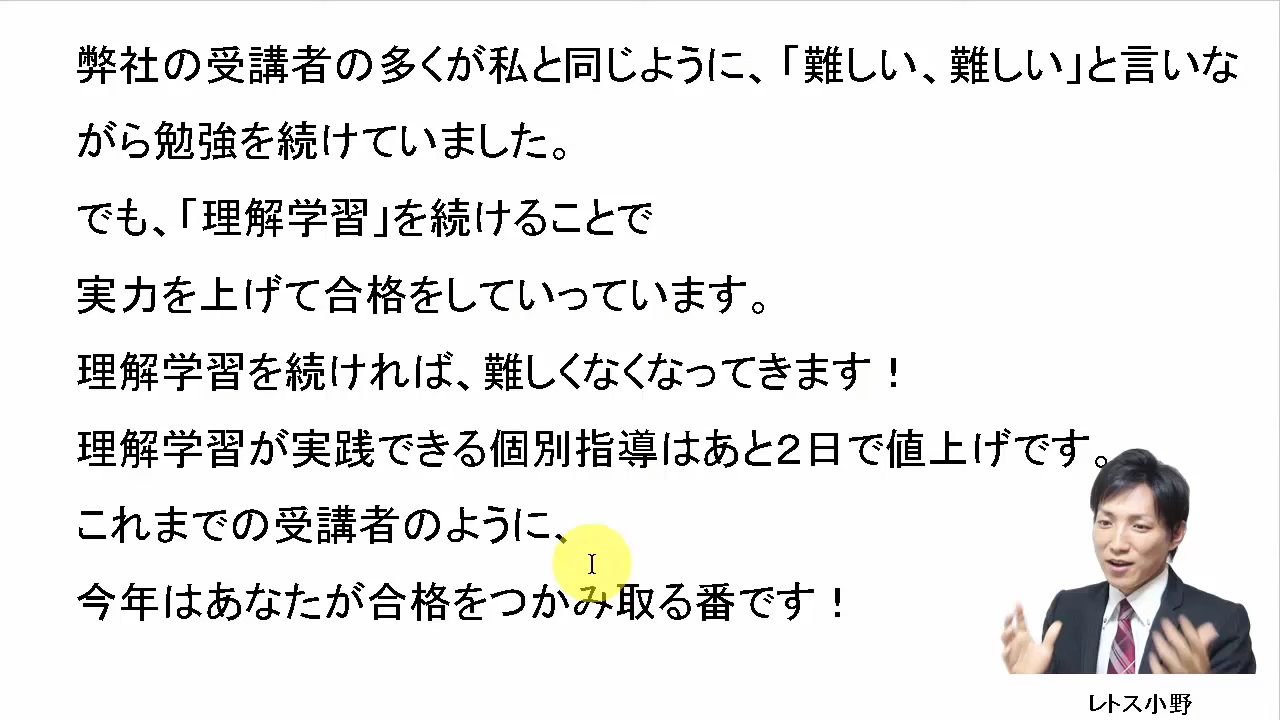 弊社の受講者の多くが私と同じように、「難しい、難しい」と言いな
がら勉強を続けていました。
でも、「理解学習」を続けることで
実力を上げて合格をしていっています。
理解学習を続ければ、難しくなくなってきます！
理解学習が実践できる個別指導はあと２日で値上げです。
これまでの受講者のように、
今年はあなたが合格をつかみ取る番です！
レトス小野